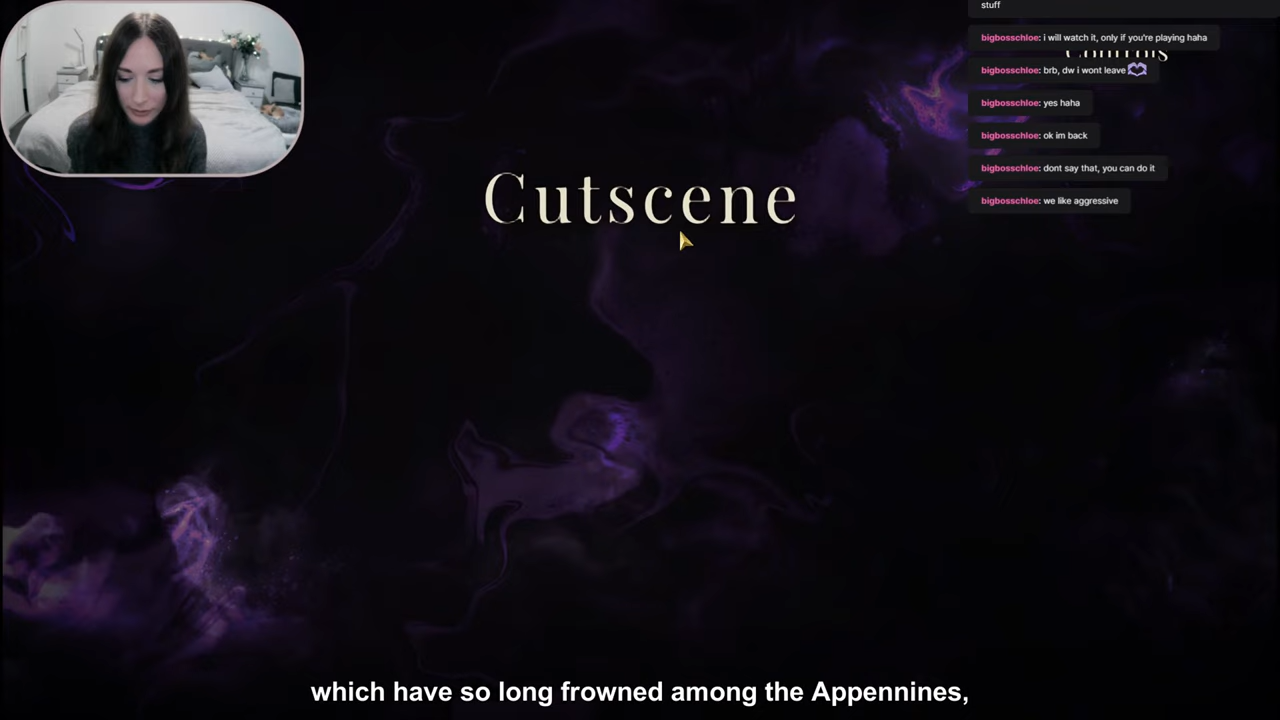 stuff
bigbosschloe: i will watch it, only if you're playing haha
Controls
bigbosschloe: brb, dw i wont leave
bigbosschloe: yes haha
bigbosschloe: ok im back
bigbosschloe: dont say that, you can do it
bigbosschloe: we like aggressive
Cutscene
which have so long frowned among the Appennines,